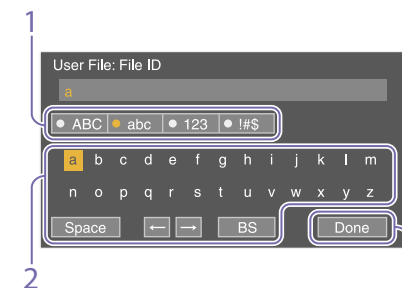 1
User File: File ID
a
ABC abc 123 !#$
a b c d e f g h i j k l m
n o p q r s t u v w x y z
Space ← → BS Done
2